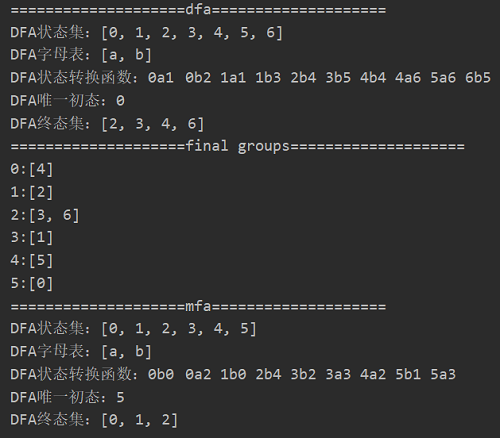 ====================dfa====================
DFA状态集：[0, 1, 2, 3, 4, 5, 6]
DFA字母表：[a, b]
DFA状态转换函数：0a1 0b2 1a1 1b3 2b4 3b5 4b4 4a6 5a6 6b5
DFA唯一初态：0
DFA终态集：[2, 3, 4, 6]
====================final groups====================
0:[4]
1:[2]
2:[3, 6]
3:[1]
4:[5]
5:[0]
====================mfa====================
DFA状态集：[0, 1, 2, 3, 4, 5]
DFA字母表：[a, b]
DFA状态转换函数：0b0 0a2 1b0 2b4 3b2 3a3 4a2 5b1 5a3
DFA唯一初态：5
DFA终态集：[0, 1, 2]